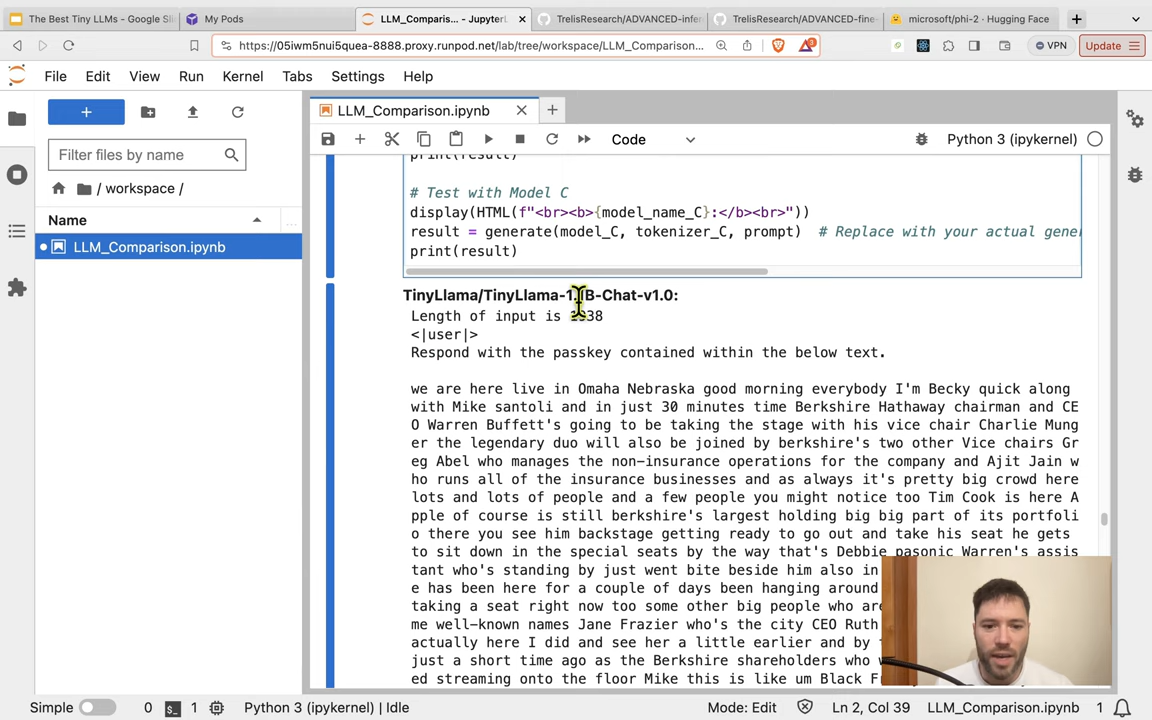 The Best Tiny LLMs - Google Sli
My Pods
LLM_Comparis... - JupyterL
TrelisResearch/ADVANCED-infer
TrelisResearch/ADVANCED-fine-
microsoft/phi-2 · Hugging Face
https://05iwm5nui5quea-8888.proxy.runpod.net/lab/tree/workspace/LLM_Comparison...
VPN
Update
File Edit View Run Kernel Tabs Settings Help
LLM_Comparison.ipynb
Code
Python 3 (ipykernel)
Filter files by name
/ workspace /
Name
LLM_Comparison.ipynb
print(result)
# Test with Model C
display(HTML(f"<br><b>{model_name_C}:</b><br>"))
result = generate(model_C, tokenizer_C, prompt)  # Replace with your actual gener
print(result)
TinyLlama/TinyLlama-1.1B-Chat-v1.0:
Length of input is
<|user|>
Respond with the passkey contained within the below text.
we are here live in Omaha Nebraska good morning everybody I'm Becky quick along
with Mike santoli and in just 30 minutes time Berkshire Hathaway chairman and CE
O Warren Buffett's going to be taking the stage with his vice chair Charlie Mung
er the legendary duo will also be joined by berkshire's two other Vice chairs Gr
eg Abel who manages the non-insurance operations for the company and Ajit Jain w
ho runs all of the insurance businesses and as always it's pretty big crowd here
lots and lots of people and a few people you might notice too Tim Cook is here A
pple of course is still berkshire's largest holding big big part of its portfoli
o there you see him backstage getting ready to go out and take his seat he gets
to sit down in the special seats by the way that's Debbie pasonic Warren's assis
tant who's standing by just went bite beside him also in
e has been here for a couple of days been hanging around
taking a seat right now too some other big people who are
me well-known names Jane Frazier who's the city CEO Ruth
actually here I did and see her a little earlier and by
just a short time ago as the Berkshire shareholders who
ed streaming onto the floor Mike this is like um Black
Simple
0
1
Python 3 (ipykernel) | Idle
Mode: Edit
Ln 2, Col 39
LLM_Comparison.ipynb
1